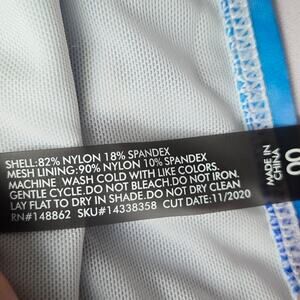 SHELL:82% NYLON 18% SPANDEX
MESH LINING:90% NYLON 10% SPANDEX
MACHINE WASH COLD WITH LIKE COLORS.
GENTLE CYCLE.DO NOT BLEACH.DO NOT IRON.
LAY FLAT TO DRY IN SHADE.DO NOT DRY CLEAN
RN#148862 SKU#14338358 CUT DATE:11/2020
MADE IN
CHINA
00